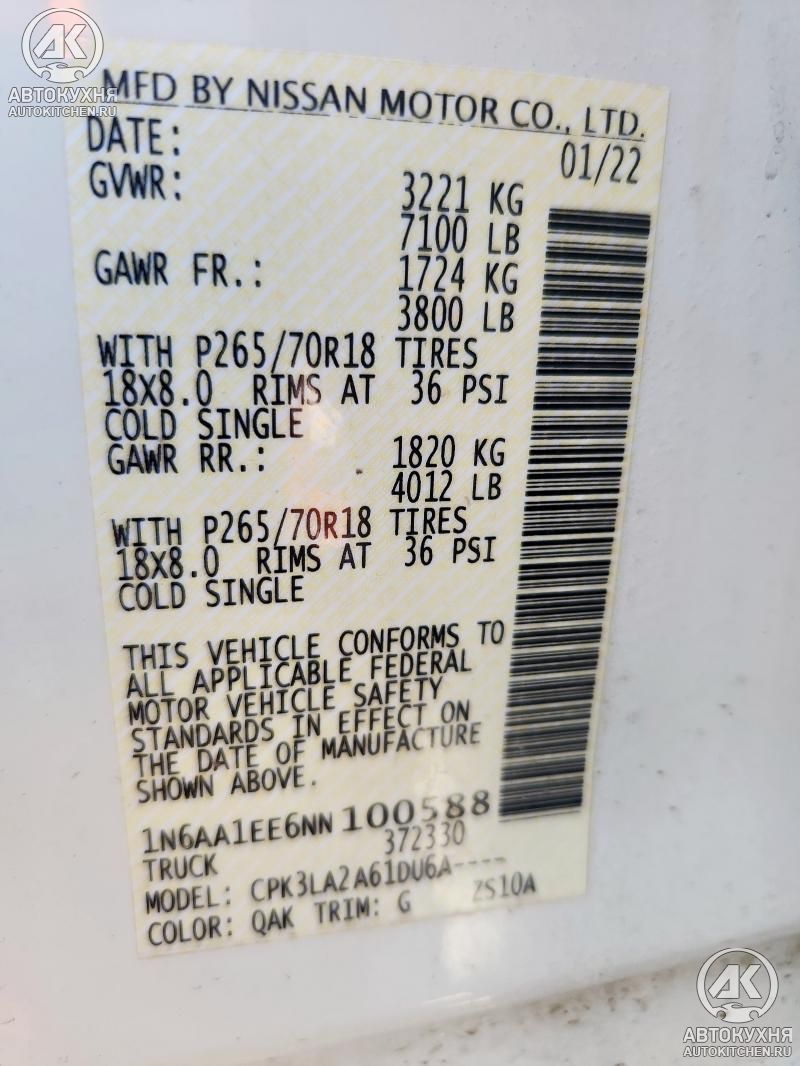 АК
АВТОКУХНЯ
AUTOKITCHEN.RU
MFD BY NISSAN MOTOR CO., LTD.
DATE: 01/22
GVWR: 3221 KG
7100 LB
GAWR FR.: 1724 KG
3800 LB
WITH P265/70R18 TIRES
18X8.0 RIMS AT 36 PSI
COLD SINGLE
GAWR RR.: 1820 KG
4012 LB
WITH P265/70R18 TIRES
18X8.0 RIMS AT 36 PSI
COLD SINGLE
THIS VEHICLE CONFORMS TO
ALL APPLICABLE FEDERAL
MOTOR VEHICLE SAFETY
STANDARDS IN EFFECT ON
THE DATE OF MANUFACTURE
SHOWN ABOVE.
1N6AA1EE6NN100588
TRUCK 372330
MODEL: CPK3LA2A61DU6A----
COLOR: QAK TRIM: G ZS10A
АК
АВТОКУХНЯ
AUTOKITCHEN.RU